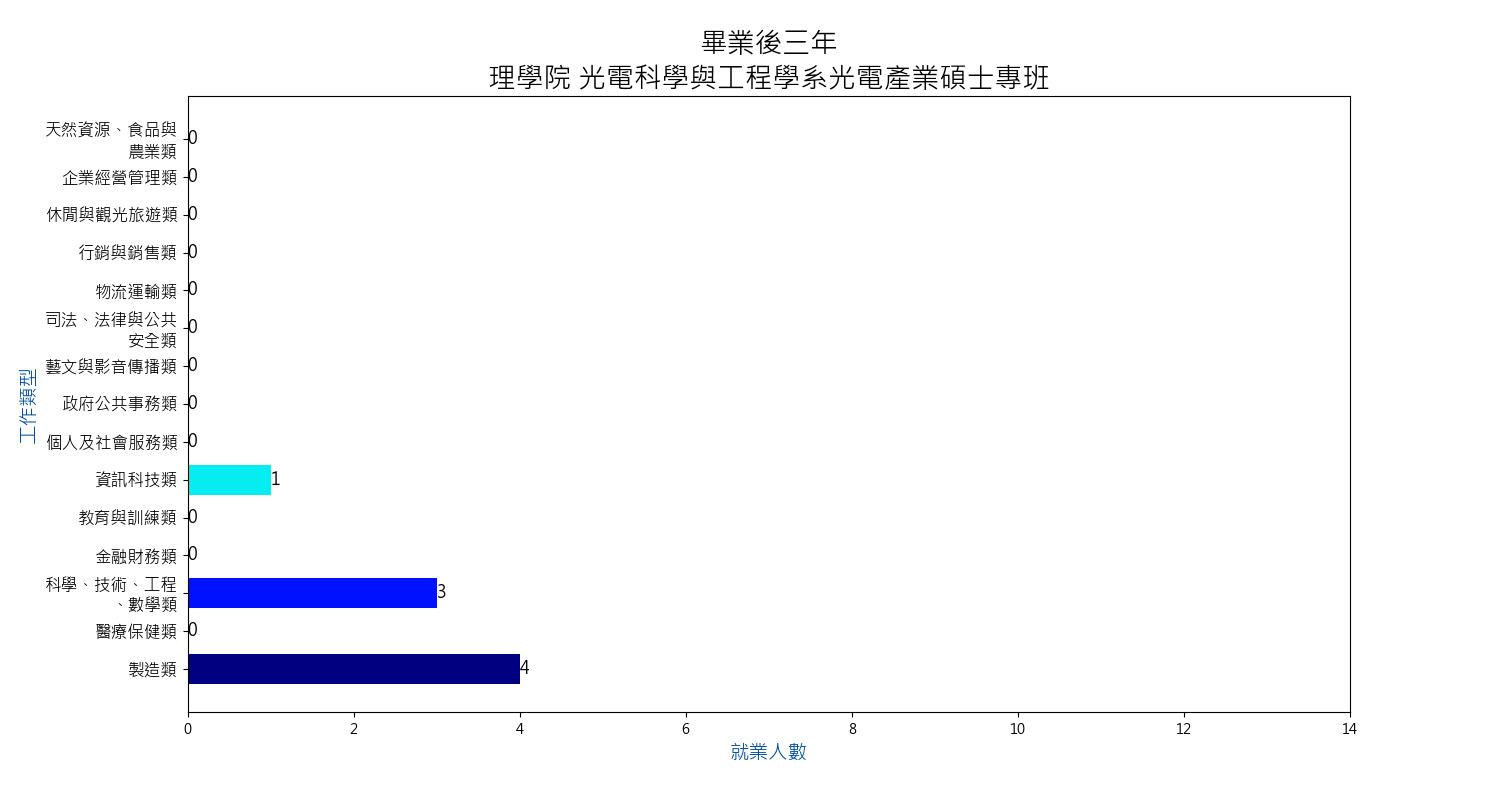 畢業後三年
理學院 光電科學與工程學系光電產業碩士專班
天然資源、食品與
農業類
0
企業經營管理類
0
休閒與觀光旅遊類
0
行銷與銷售類
0
物流運輸類
0
司法、法律與公共
安全類
0
藝文與影音傳播類
0
政府公共事務類
0
個人及社會服務類
0
資訊科技類
1
教育與訓練類
0
金融財務類
0
科學、技術、工程
、數學類
3
醫療保健類
0
製造類
4
工作類型
0 2 4 6 8 10 12 14
就業人數